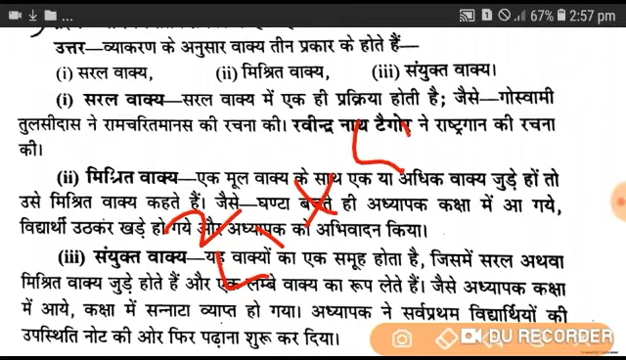 67% 2:57 pm
उत्तर—व्याकरण के अनुसार वाक्य तीन प्रकार के होते हैं—
(i) सरल वाक्य, (ii) मिश्रित वाक्य, (iii) संयुक्त वाक्य।
(i) सरल वाक्य—सरल वाक्य में एक ही प्रक्रिया होती है; जैसे—गोस्वामी
तुलसीदास ने रामचरितमानस की रचना की। रवीन्द्र नाथ टैगोर ने राष्ट्रगान की रचना
की।
(ii) मिश्रित वाक्य—एक मूल वाक्य के साथ एक या अधिक वाक्य जुड़े हों तो
उसे मिश्रित वाक्य कहते हैं। जैसे—घण्टा बजते ही अध्यापक कक्षा में आ गये,
विद्यार्थी उठकर खड़े हो गये और अध्यापक को अभिवादन किया।
(iii) संयुक्त वाक्य—यह वाक्यों का एक समूह होता है, जिसमें सरल अथवा
मिश्रित वाक्य जुड़े होते हैं और एक लम्बे वाक्य का रूप लेते हैं। जैसे अध्यापक कक्षा
में आये, कक्षा में सन्नाटा व्याप्त हो गया। अध्यापक ने सर्वप्रथम विद्यार्थियों की
उपस्थिति नोट की ओर फिर पढ़ाना शुरू कर दिया।
DU RECORDER